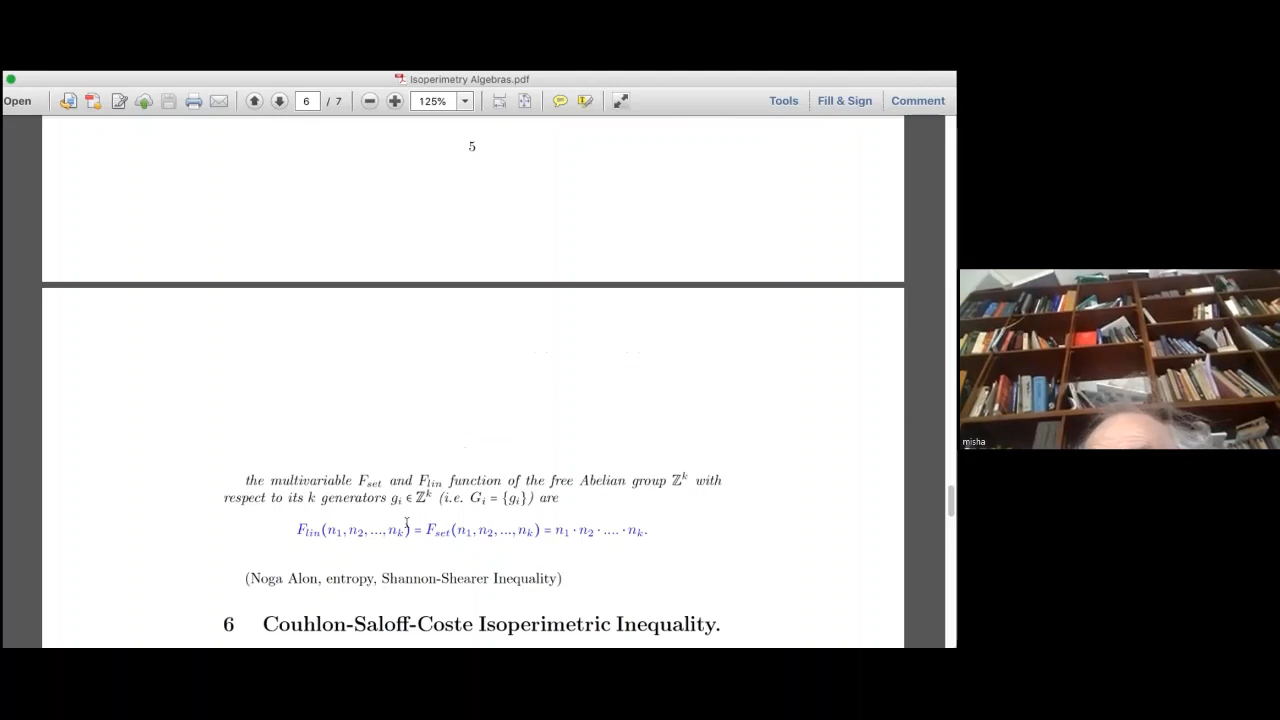 Isoperimetry Algebras.pdf
Open 6 / 7 125% Tools Fill & Sign Comment
5
the multivariable F_set and F_lin function of the free Abelian group ℤ^k with
respect to its k generators g_i ∈ ℤ^k (i.e. G_i = {g_i}) are
F_lin(n_1, n_2, ..., n_k) = F_set(n_1, n_2, ..., n_k) = n_1 · n_2 · .... · n_k.
(Noga Alon, entropy, Shannon-Shearer Inequality)
6 Couhlon-Saloff-Coste Isoperimetric Inequality.
misha